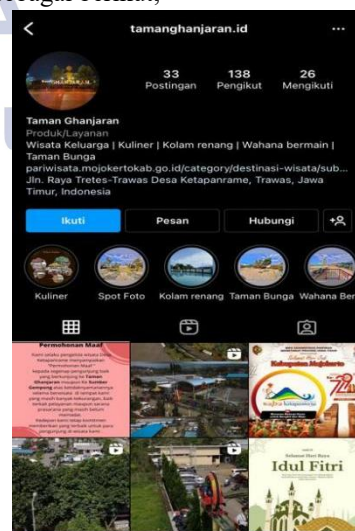 sebagai berikut;
tamanghanjaran.id
33
138
26
Postingan
Pengikut
Mengikuti
Taman Ghanjaran
Produk/Layanan
Wisata Keluarga | Kuliner | Kolam renang | Wahana bermain |
Taman Bunga
pariwisata.mojokertokab.go.id/category/destinasi-wisata/sub...
Jln. Raya Tretes-Trawas Desa Ketapanrame, Trawas, Jawa
Timur, Indonesia
Ikuti
Pesan
Hubungi
Kuliner
Spot Foto
Kolam renang
Taman Bunga
Wahana Ber
Permohonan Maaf
Kabupaten Mojokerto
Selamat Hari Raya
Idul Fitri